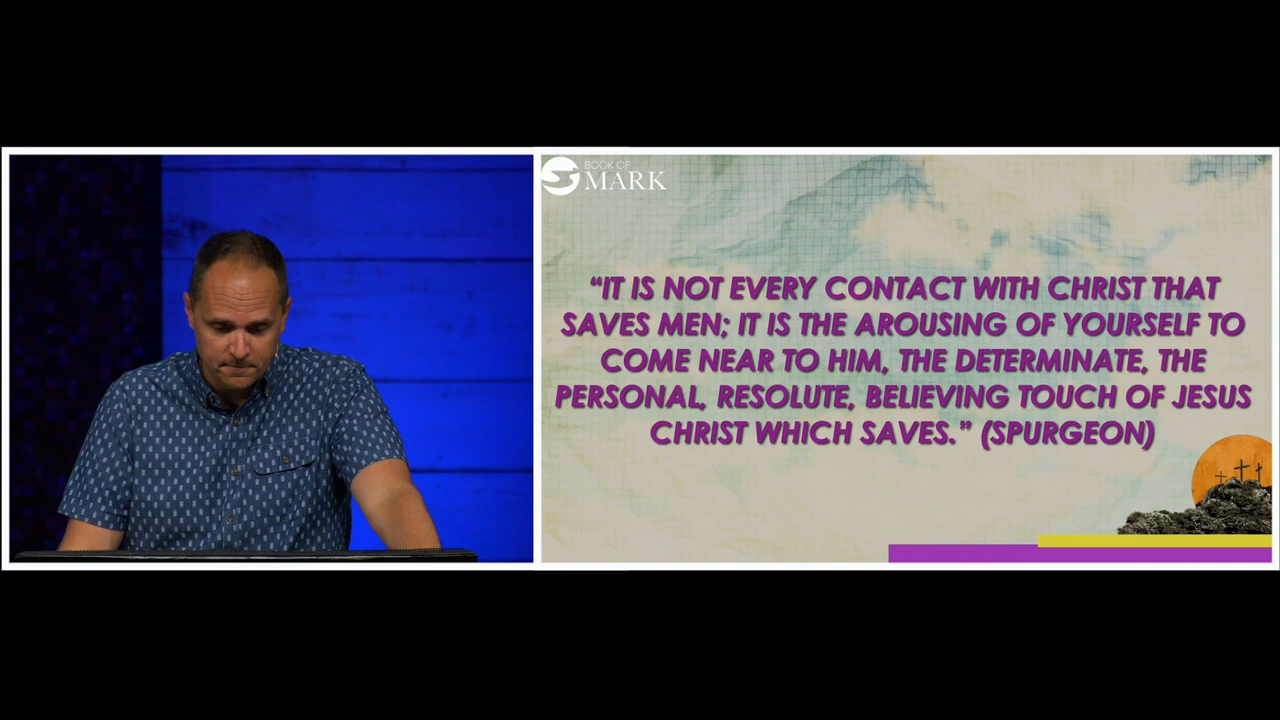 BOOK OF
MARK
“IT IS NOT EVERY CONTACT WITH CHRIST THAT
SAVES MEN; IT IS THE AROUSING OF YOURSELF TO
COME NEAR TO HIM, THE DETERMINATE, THE
PERSONAL, RESOLUTE, BELIEVING TOUCH OF JESUS
CHRIST WHICH SAVES.” (SPURGEON)